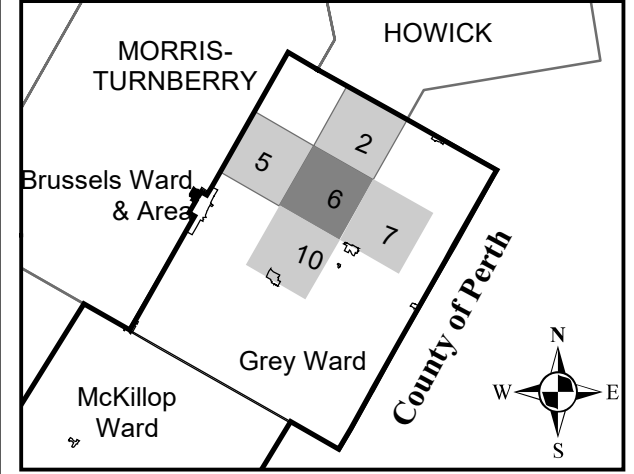 HOWICK
MORRIS-
TURNBERRY
2
5
Brussels Ward
& Area
6
7
10
County of Perth
Grey Ward
McKillop
Ward
N
W
E
S